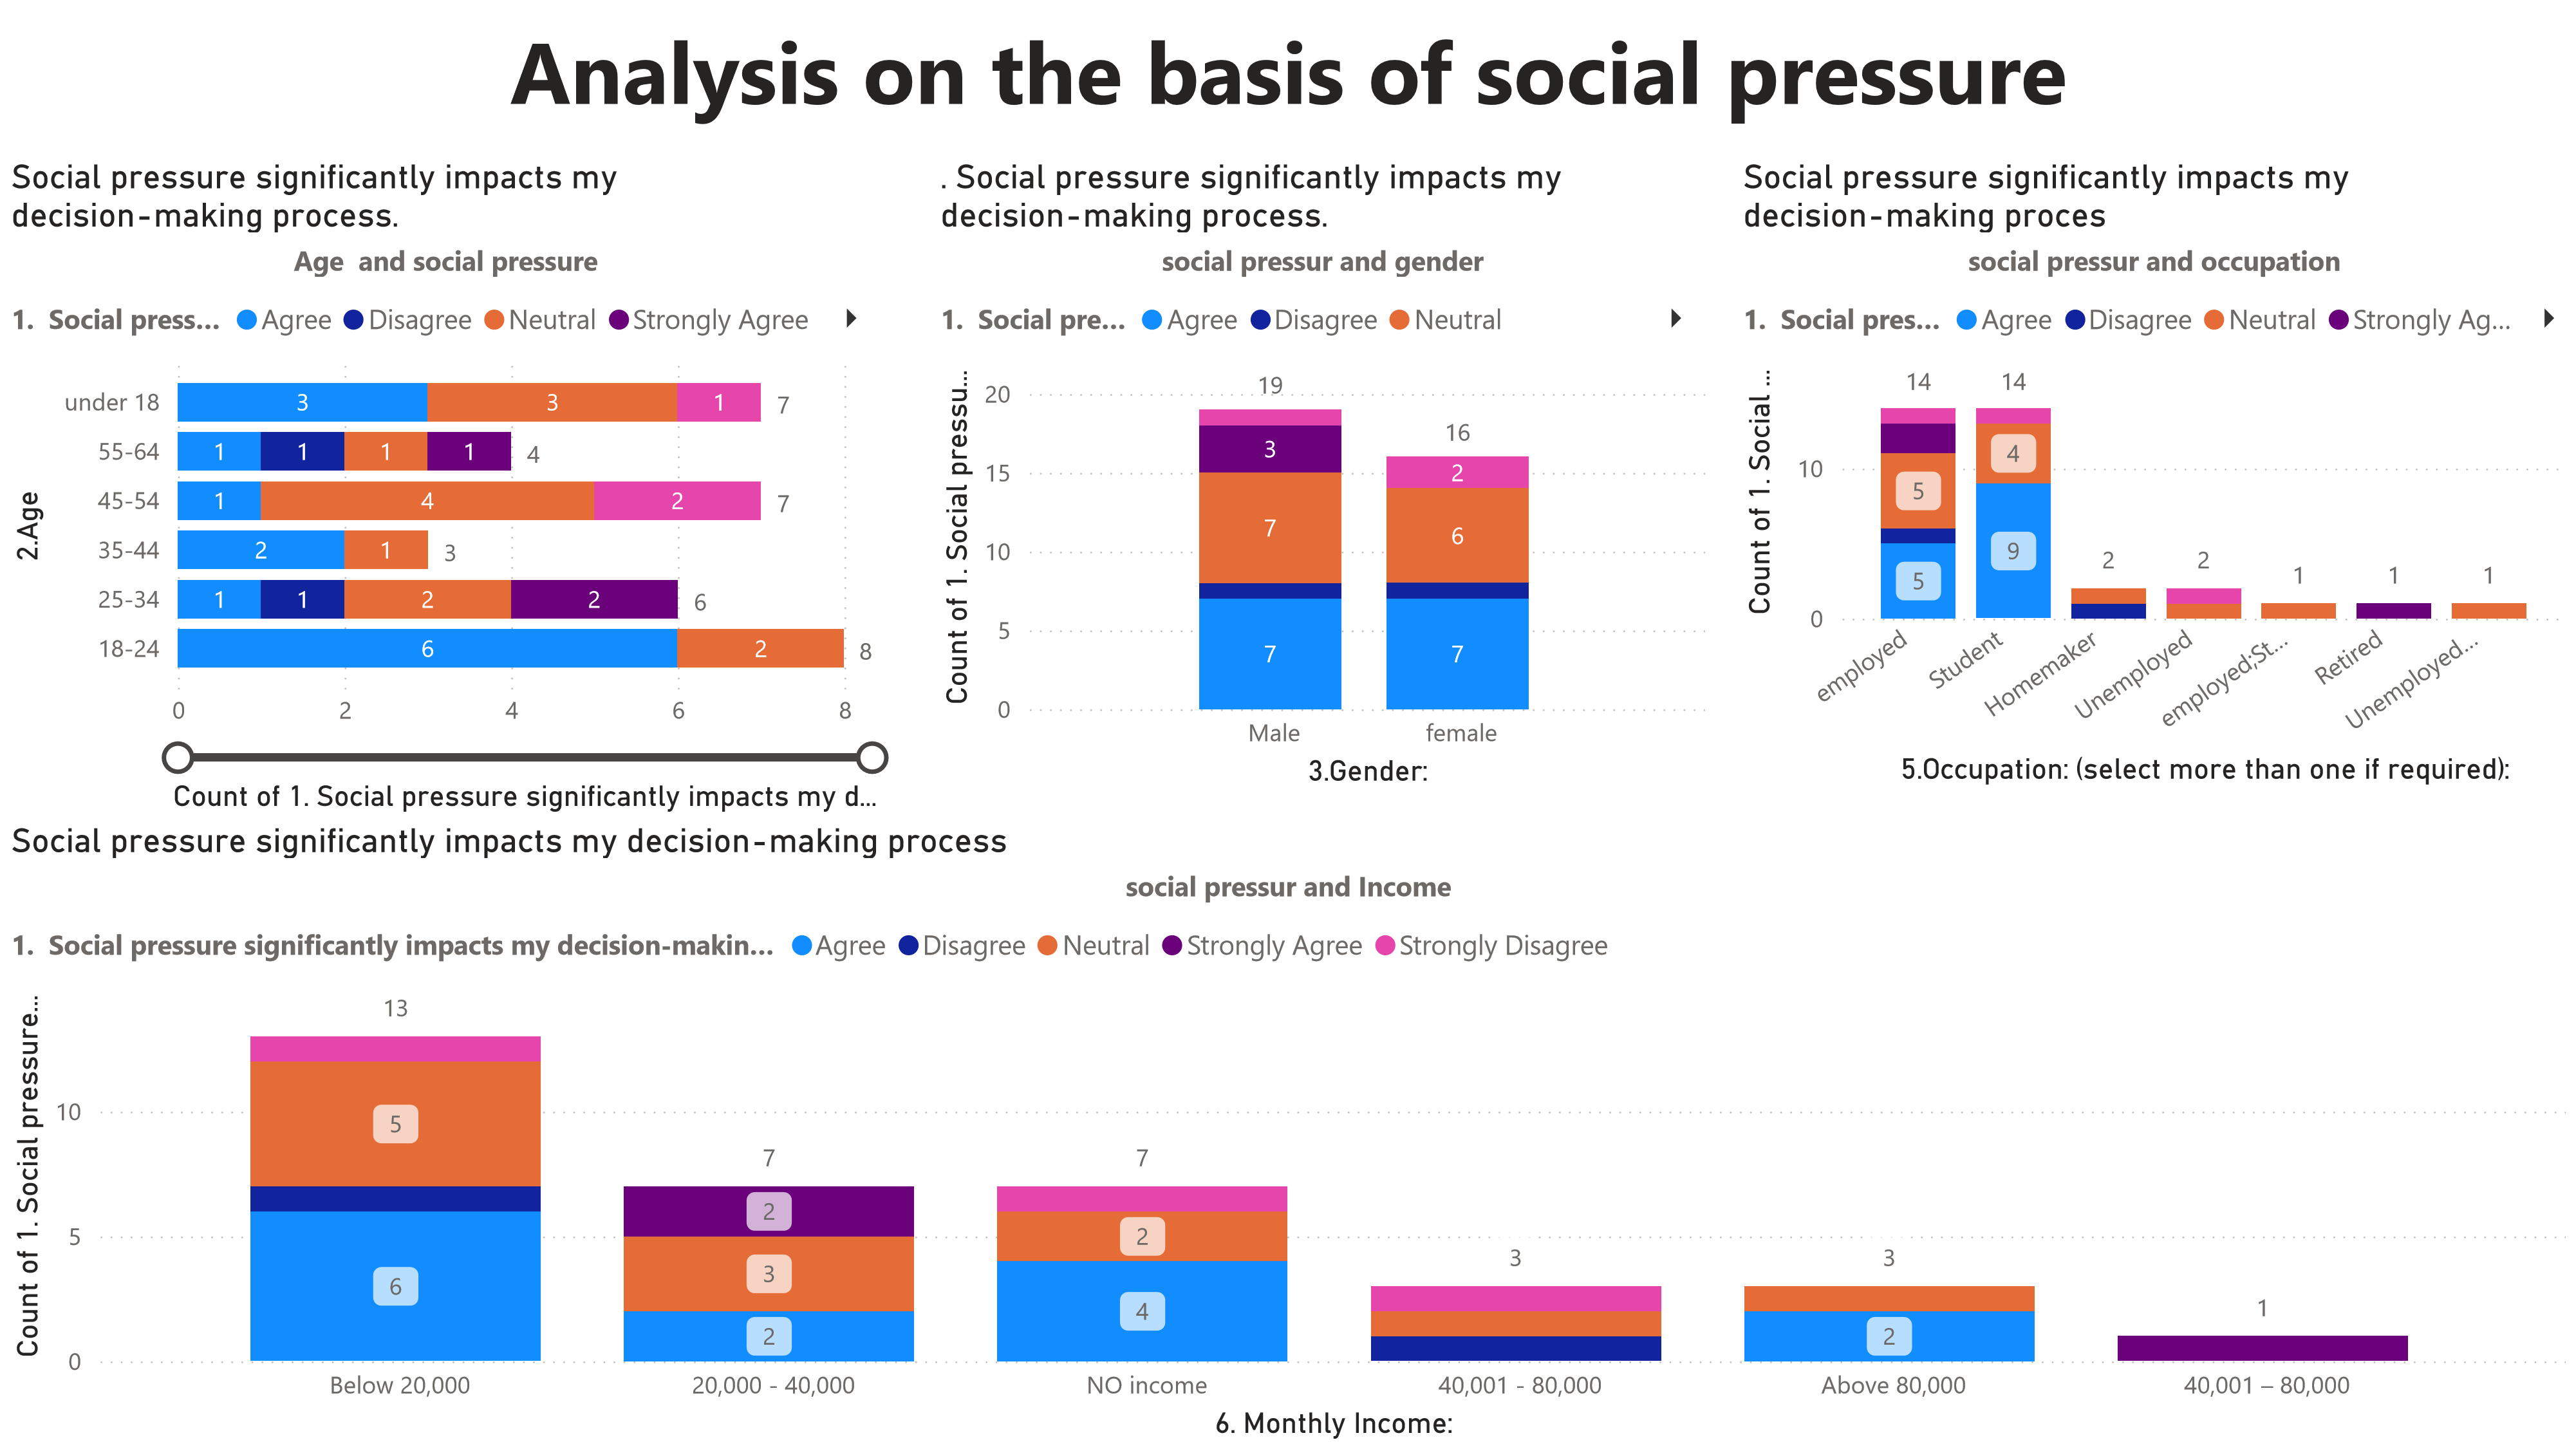 Analysis on the basis of social pressure
Social pressure significantly impacts my
decision-making process.
Age and social pressure
1. Social press... Agree Disagree Neutral Strongly Agree
2.Age
under 18 3 3 1 7
55-64 1 1 1 1 4
45-54 1 4 2 7
35-44 2 1 3
25-34 1 1 2 2 6
18-24 6 2 8
0 2 4 6 8
Count of 1. Social pressure significantly impacts my d...
. Social pressure significantly impacts my
decision-making process.
social pressur and gender
1. Social pre... Agree Disagree Neutral
Count of 1. Social pressu...
20
15
10
5
0
19
3
7
7
16
2
6
7
Male female
3.Gender:
Social pressure significantly impacts my
decision-making proces
social pressur and occupation
1. Social pres... Agree Disagree Neutral Strongly Ag...
Count of 1. Social ...
10
0
14
5
5
14
4
9
2
2
1
1
1
employed
Student
Homemaker
Unemployed
employed;St...
Retired
Unemployed...
5.Occupation: (select more than one if required):
Social pressure significantly impacts my decision-making process
social pressur and Income
1. Social pressure significantly impacts my decision-makin... Agree Disagree Neutral Strongly Agree Strongly Disagree
Count of 1. Social pressure...
10
5
0
13
5
6
7
2
3
2
7
2
4
3
3
2
1
Below 20,000 20,000 - 40,000 NO income 40,001 - 80,000 Above 80,000 40,001 – 80,000
6. Monthly Income: